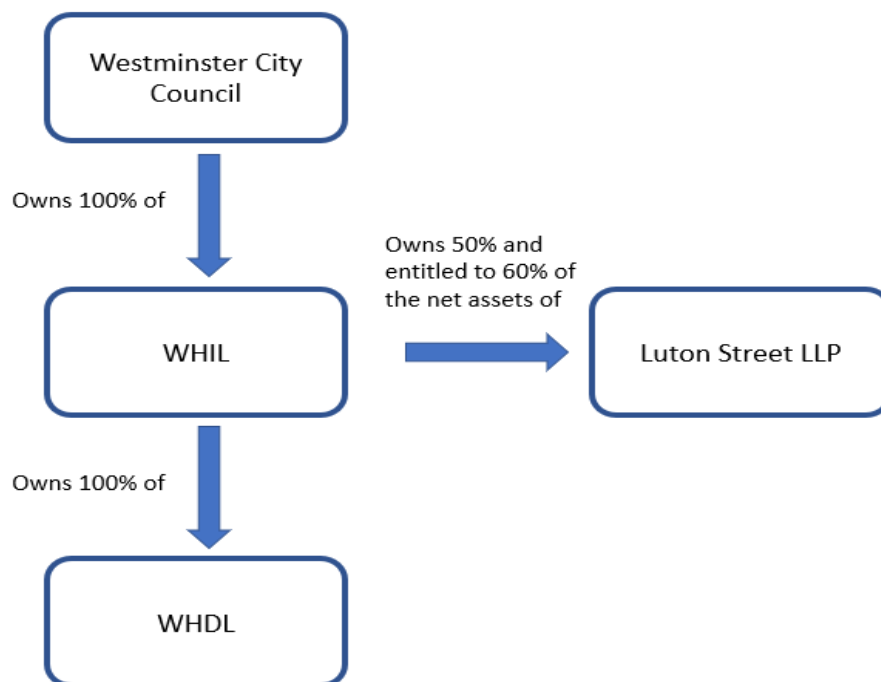 Westminster City
Council
Owns 100% of
Owns 50% and
entitled to 60% of
the net assets of
WHIL
Luton Street LLP
Owns 100% of
WHDL